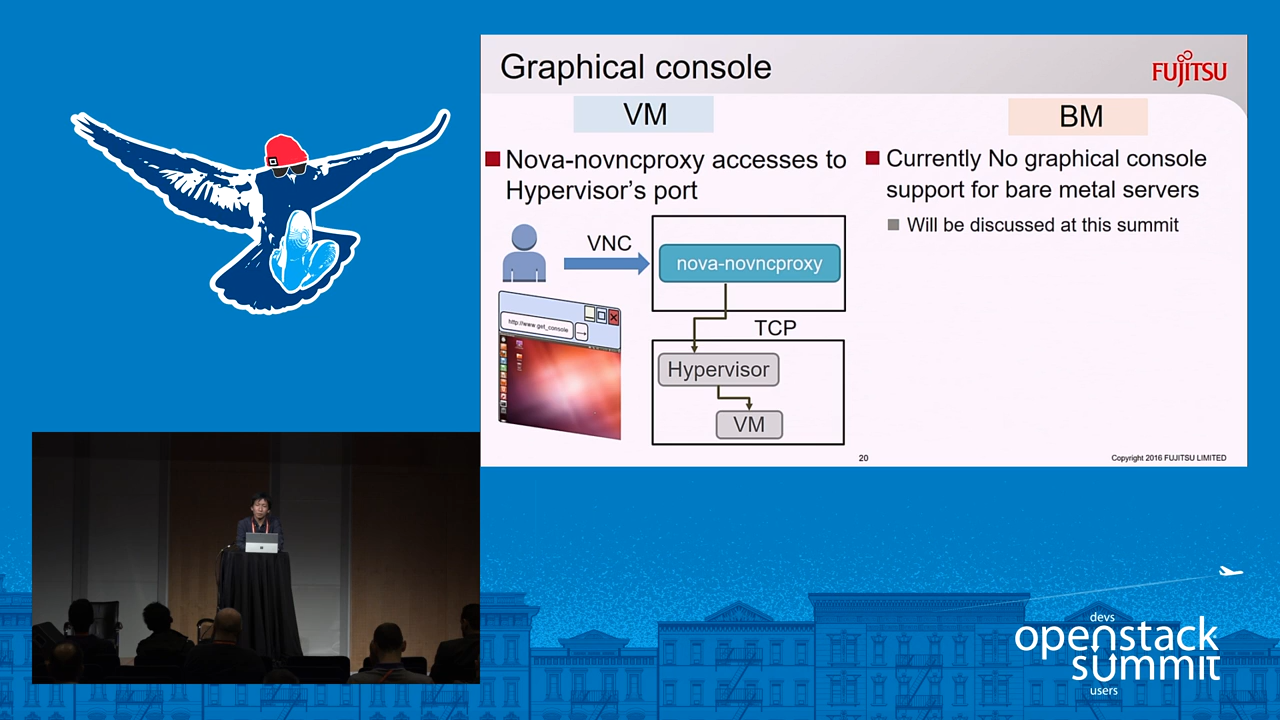 Graphical console
FUJITSU
VM
Nova-novncproxy accesses to
Hypervisor's port
VNC
nova-novncproxy
http://www.get_console
TCP
Hypervisor
VM
BM
Currently No graphical console
support for bare metal servers
Will be discussed at this summit
20
Copyright 2016 FUJITSU LIMITED
devs
openstack
summit
users